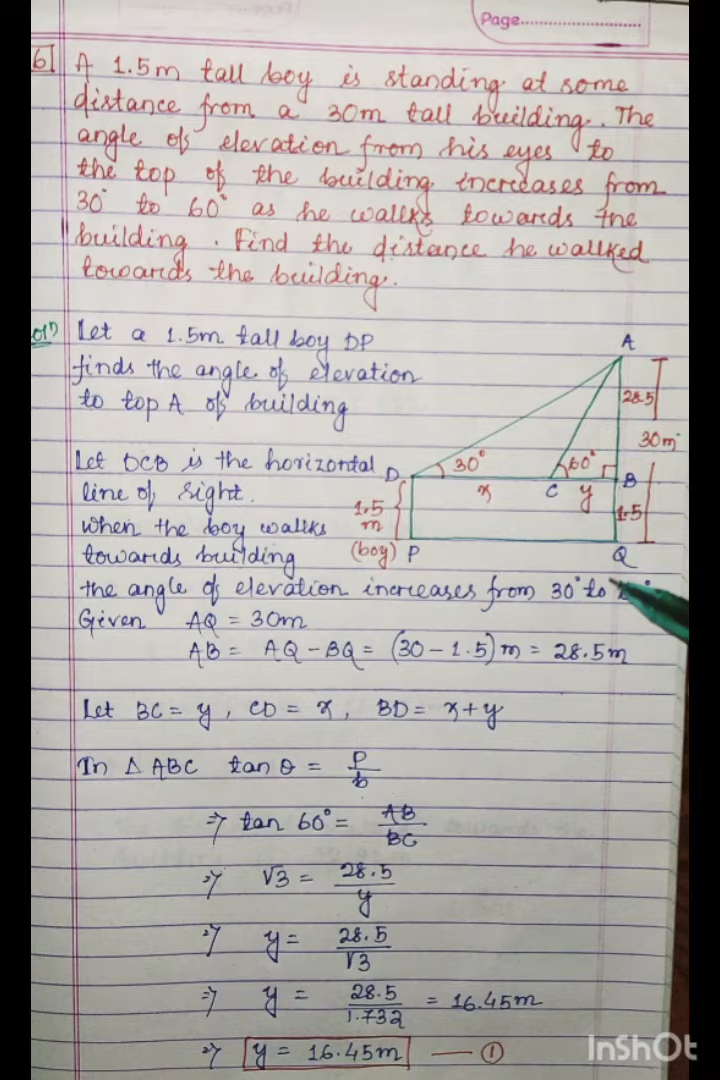 Page........................
6] A 1.5m tall boy is standing at some
distance from a 30m tall building. The
angle of elevation from his eyes to
the top of the building increases from
30° to 60° as he wallks towards the
building. Find the distance he wallked
towards the building.
Let a 1.5m tall boy DP
finds the angle of elevation
to top A of building
Let DCB is the horizontal
line of sight.
when the boy wallks
towards building
the angle of elevation increases from 30° to
A
28.5
30m
D 30° 60° B
x C y
1.5 m
1.5
(boy) P Q
Given AQ = 30m
AB = AQ - BQ = (30 - 1.5) m = 28.5m
Let BC = y, CD = x, BD = x+y
In △ ABC tan θ = p/b
⇒ tan 60° = AB/BC
⇒ √3 = 28.5/y
⇒ y = 28.5/√3
⇒ y = 28.5/1.732 = 16.45m
⇒ y = 16.45m — ①
InShOt